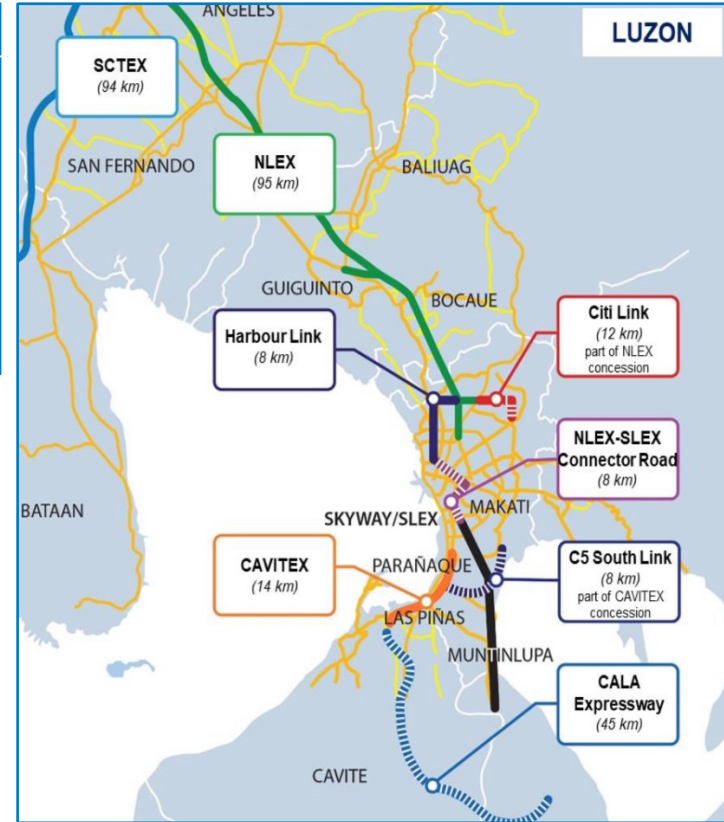 ANGELES
LUZON
SCTEX
(94 km)
SAN FERNANDO
NLEX
(95 km)
BALIUAG
GUIGUINTO
BOCAUE
Harbour Link
(8 km)
Citi Link
(12 km)
part of NLEX
concession
NLEX-SLEX
Connector Road
(8 km)
BATAAN
MAKATI
SKYWAY/SLEX
CAVITEX
(14 km)
PARAÑAQUE
C5 South Link
(8 km)
part of CAVITEX
concession
LAS PIÑAS
MUNTINLUPA
CALA
Expressway
(45 km)
CAVITE